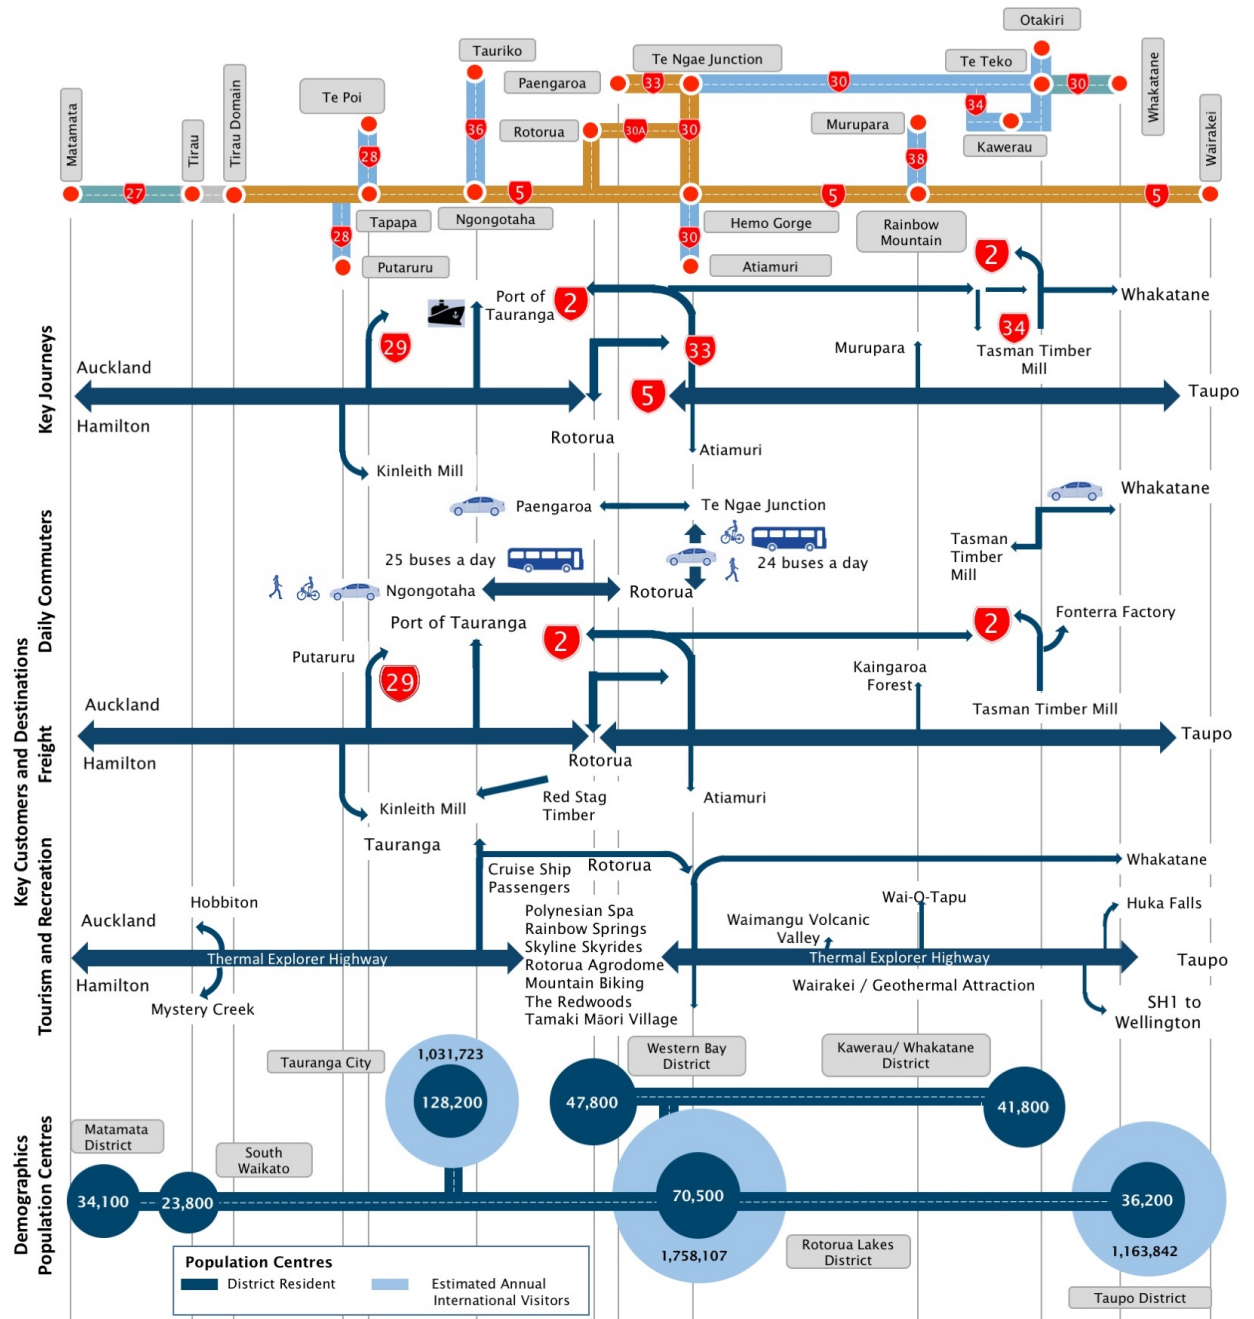 Otakiri
Tauriko
Te Ngae Junction
Te Teko
Paengaroa
33
30
30
Whakatane
Te Poi
34
Matamata
Tirau
Tirau Domain
Rotorua
30A
30
Murupara
Kawerau
Wairakei
36
28
38
27
5
5
5
Tapapa
Ngongotaha
Hemo Gorge
Rainbow
Mountain
28
30
Putaruru
Atiamuri
2
Key Journeys
Port of
Tauranga
2
Whakatane
29
33
34
Murupara
Tasman Timber
Mill
Auckland
5
Taupo
Hamilton
Rotorua
Atiamuri
Kinleith Mill
Key Customers and Destinations
Daily Commuters
Whakatane
Paengaroa
Te Ngae Junction
Tasman
Timber
Mill
25 buses a day
24 buses a day
Ngongotaha
Rotorua
Freight
Fonterra Factory
Port of Tauranga
2
2
Putaruru
29
Kaingaroa
Forest
Auckland
Tasman Timber Mill
Taupo
Hamilton
Rotorua
Red Stag
Timber
Atiamuri
Kinleith Mill
Tourism and Recreation
Tauranga
Cruise Ship
Passengers
Rotorua
Whakatane
Hobbiton
Wai-O-Tapu
Huka Falls
Auckland
Polynesian Spa
Rainbow Springs
Skyline Skyrides
Rotorua Agrodome
Mountain Biking
The Redwoods
Tamaki Māori Village
Waimangu Volcanic
Valley
Thermal Explorer Highway
Thermal Explorer Highway
Taupo
Hamilton
Wairakei / Geothermal Attraction
Mystery Creek
SH1 to
Wellington
Demographics
Population Centres
Tauranga City
1,031,723
128,200
Western Bay
District
Kawerau/ Whakatane
District
47,800
41,800
Matamata
District
South
Waikato
34,100
23,800
70,500
36,200
1,758,107
Rotorua Lakes
District
1,163,842
Taupo District
Population Centres
District Resident
Estimated Annual
International Visitors